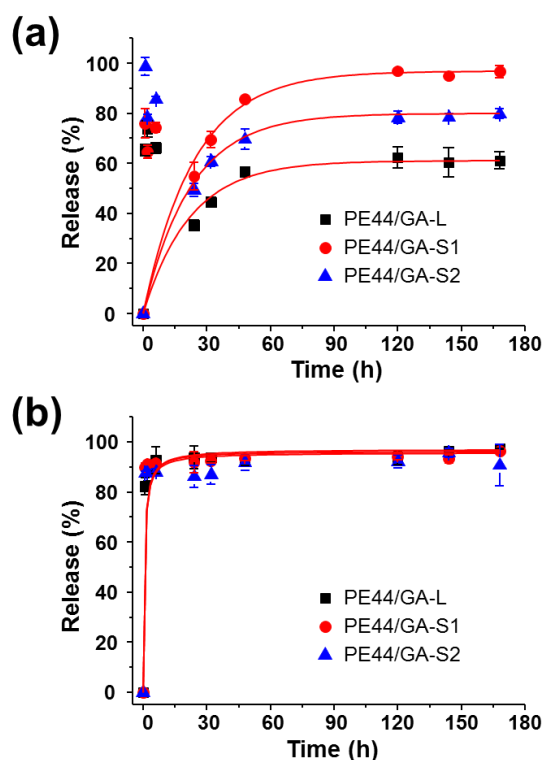 (a)
Release (%)
100
80
60
40
20
0
PE44/GA-L
PE44/GA-S1
PE44/GA-S2
0 30 60 90 120 150 180
Time (h)
(b)
Release (%)
100
80
60
40
20
0
PE44/GA-L
PE44/GA-S1
PE44/GA-S2
0 30 60 90 120 150 180
Time (h)